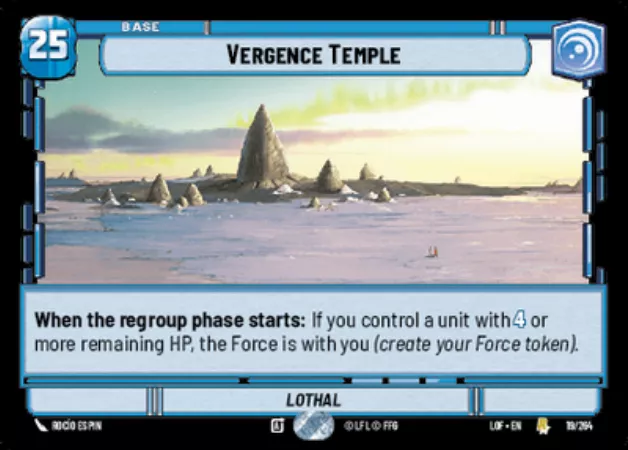 25
BASE
VERGENCE TEMPLE
When the regroup phase starts: If you control a unit with 4 or
more remaining HP, the Force is with you (create your Force token).
LOTHAL
ROCÍO ESPIN
A
© LFL © FFG
LOF • EN
19/264